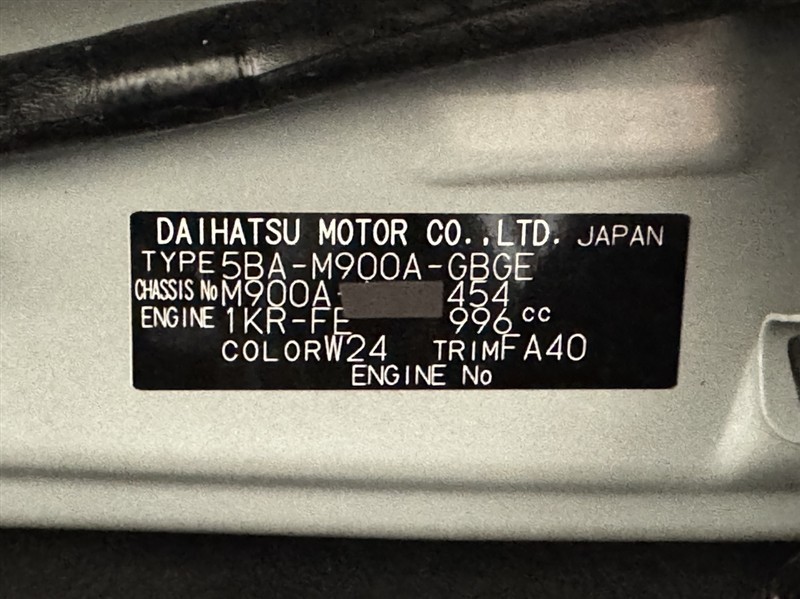 DAIHATSU MOTOR CO.,LTD. JAPAN
TYPE 5BA-M900A-GBGE
CHASSIS No M900A- 454
ENGINE 1KR-FE 996 cc
COLOR W24 TRIM FA40
ENGINE No